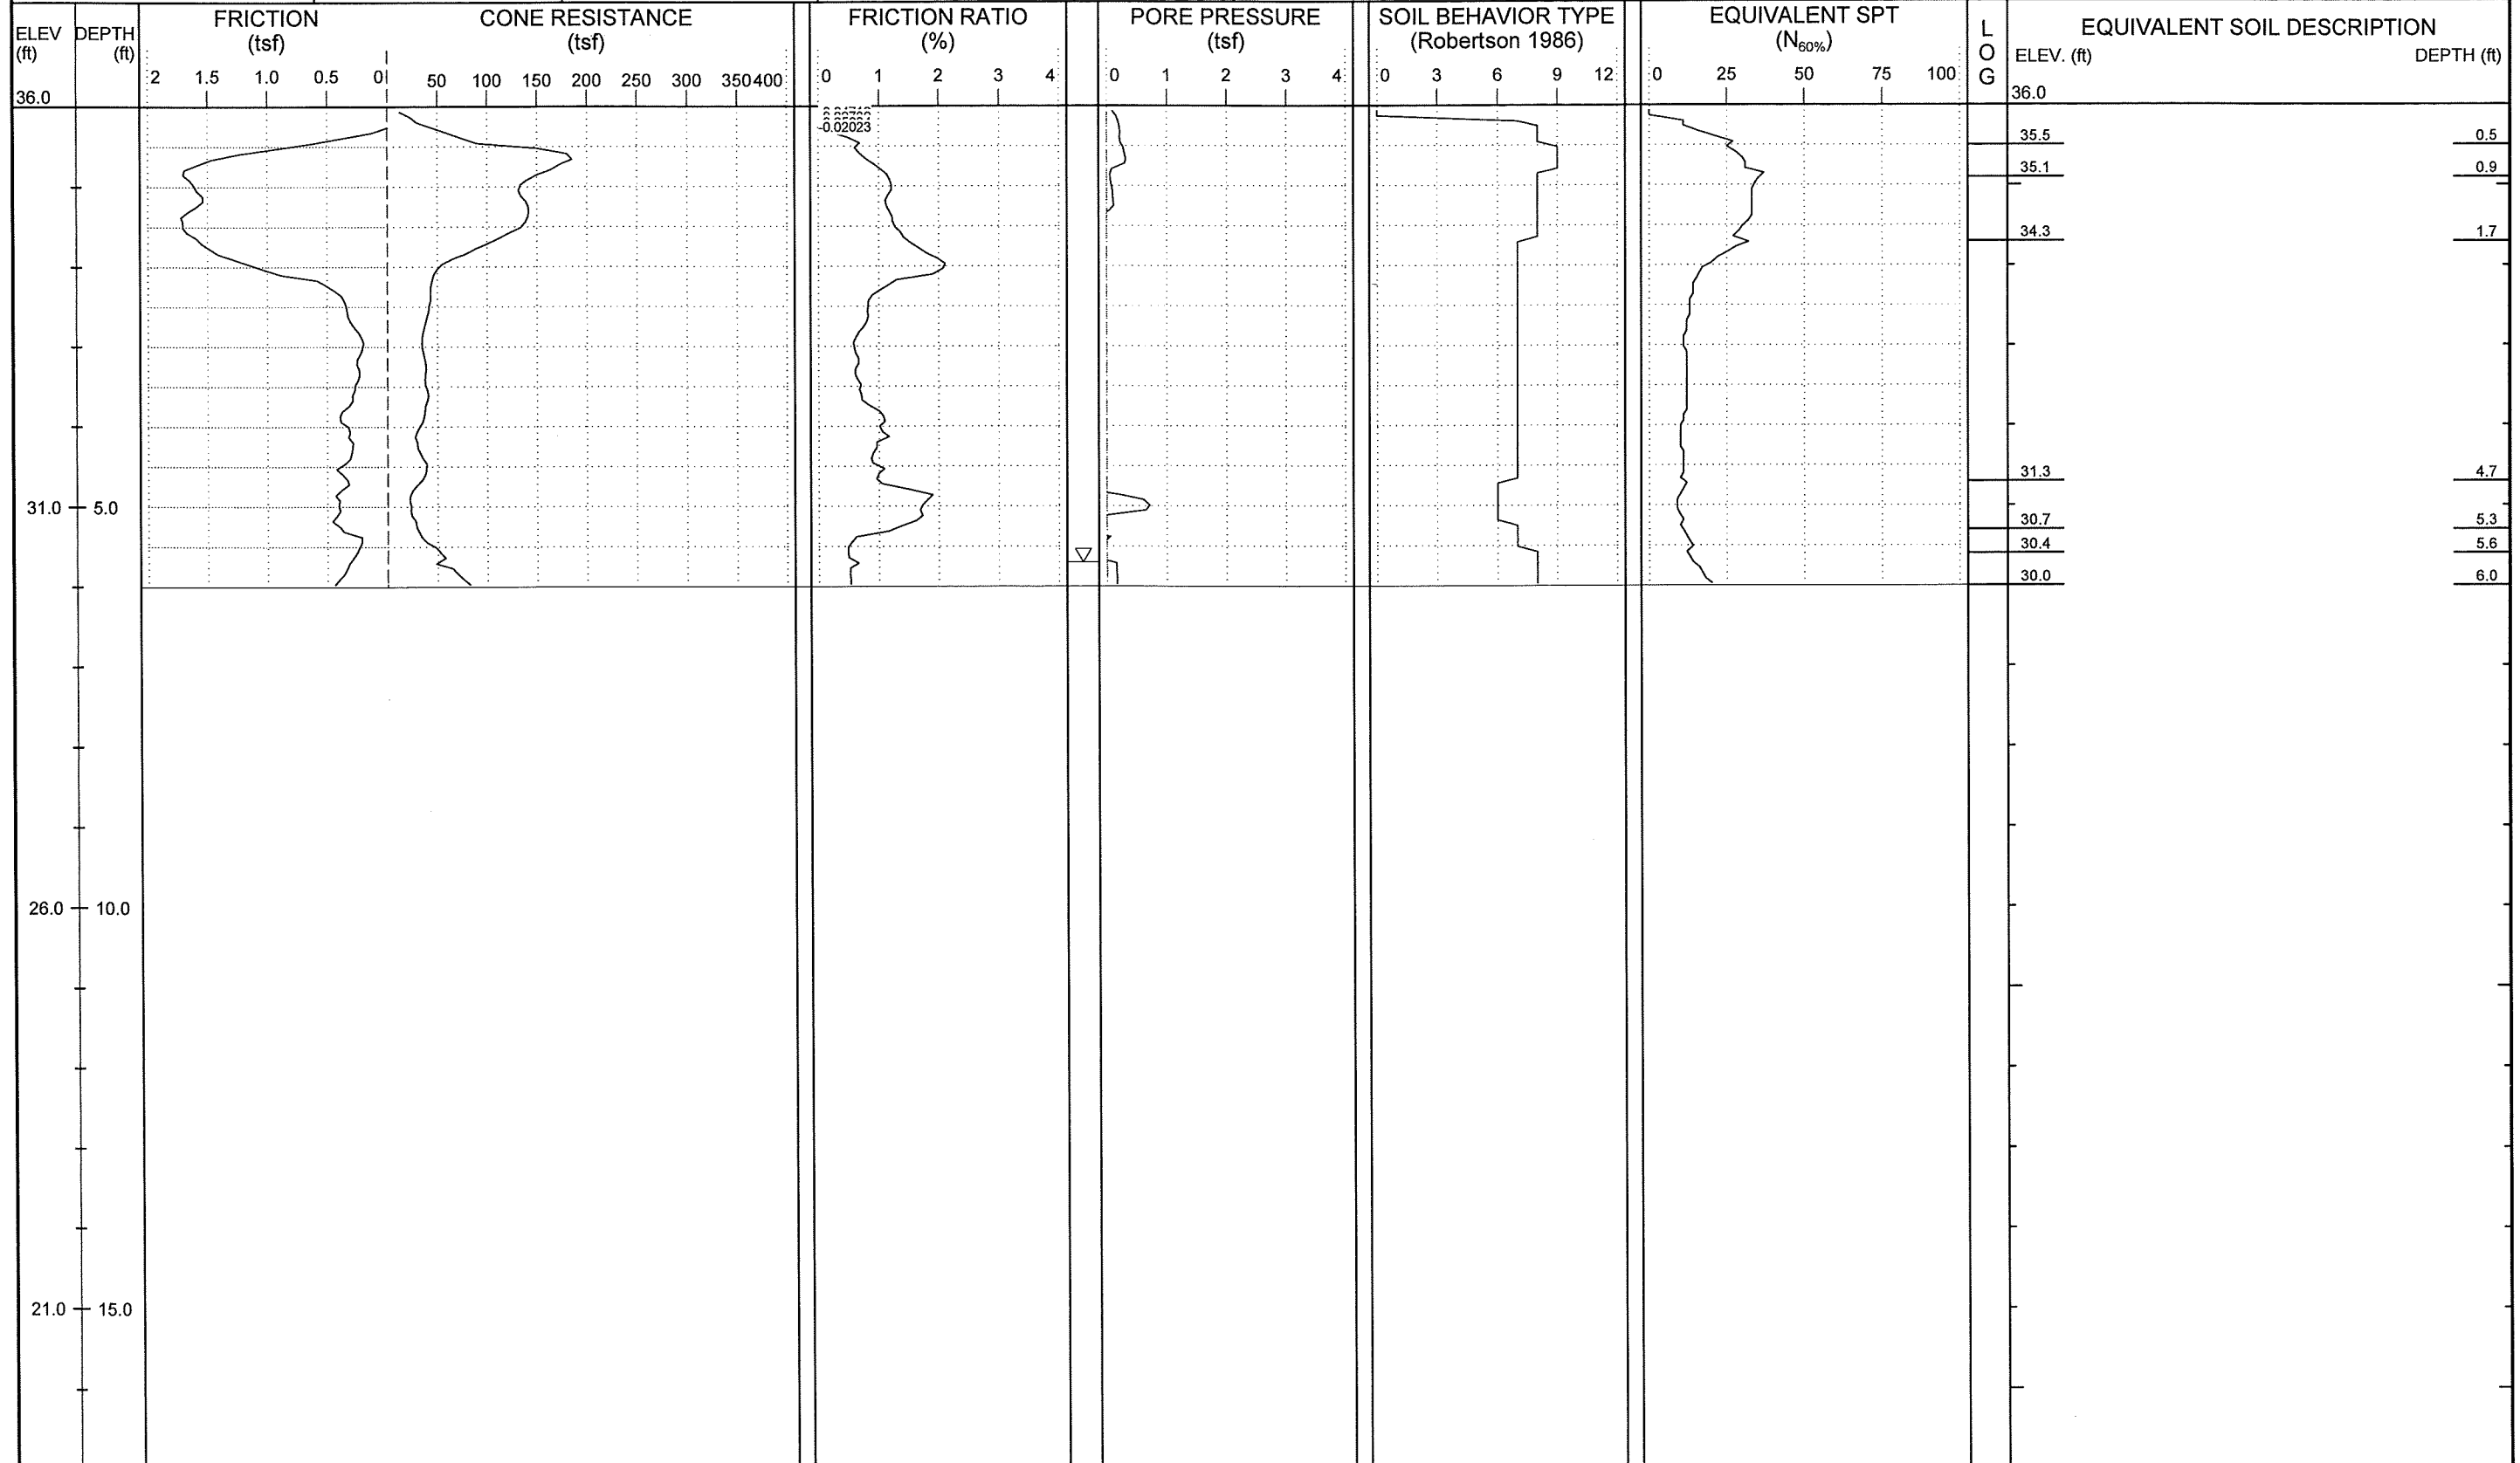 ELEV (ft)
DEPTH (ft)
FRICTION
(tsf)
CONE RESISTANCE
(tsf)
FRICTION RATIO
(%)
PORE PRESSURE
(tsf)
SOIL BEHAVIOR TYPE
(Robertson 1986)
EQUIVALENT SPT
(N60%)
LOG
EQUIVALENT SOIL DESCRIPTION
ELEV. (ft) DEPTH (ft)
2 1.5 1.0 0.5 0
50 100 150 200 250 300 350 400
0 1 2 3 4
0 1 2 3 4
0 3 6 9 12
0 25 50 75 100
36.0
36.0
-0.02023
35.5 0.5
35.1 0.9
34.3 1.7
31.3 4.7
31.0 5.0
30.7 5.3
30.4 5.6
30.0 6.0
26.0 10.0
21.0 15.0